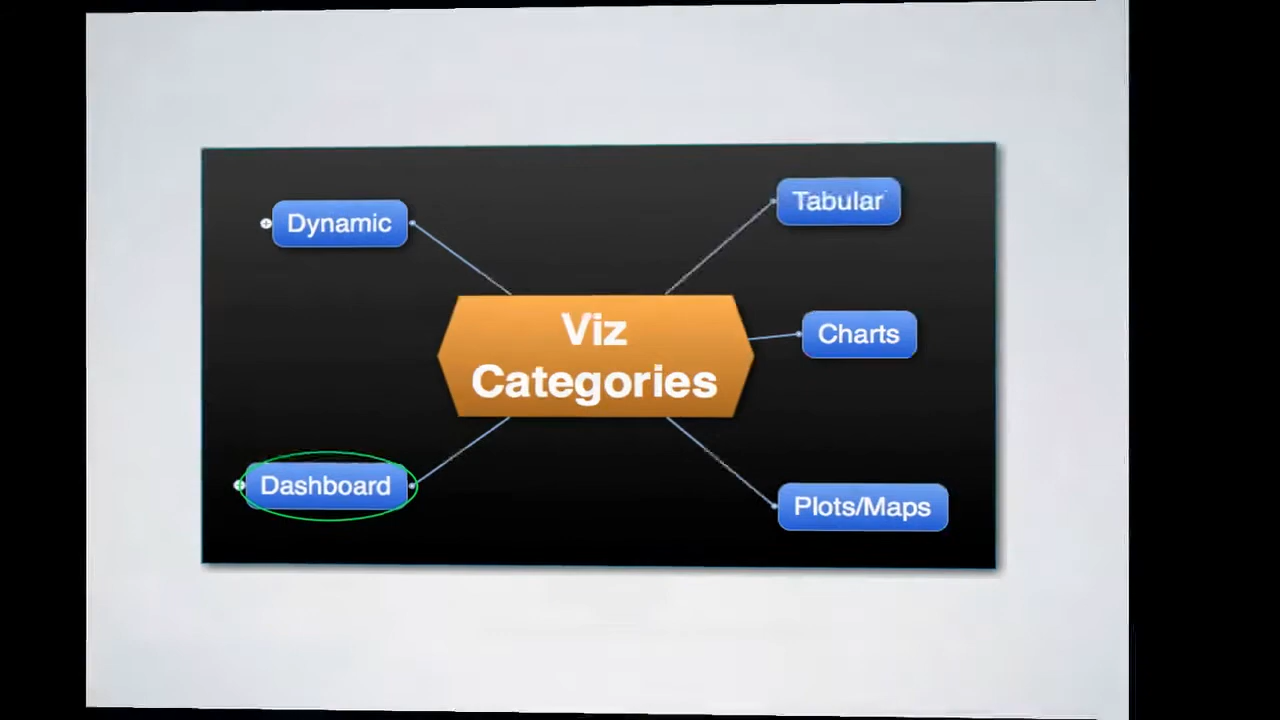 Dynamic
Tabular
Viz
Categories
Charts
Dashboard
Plots/Maps